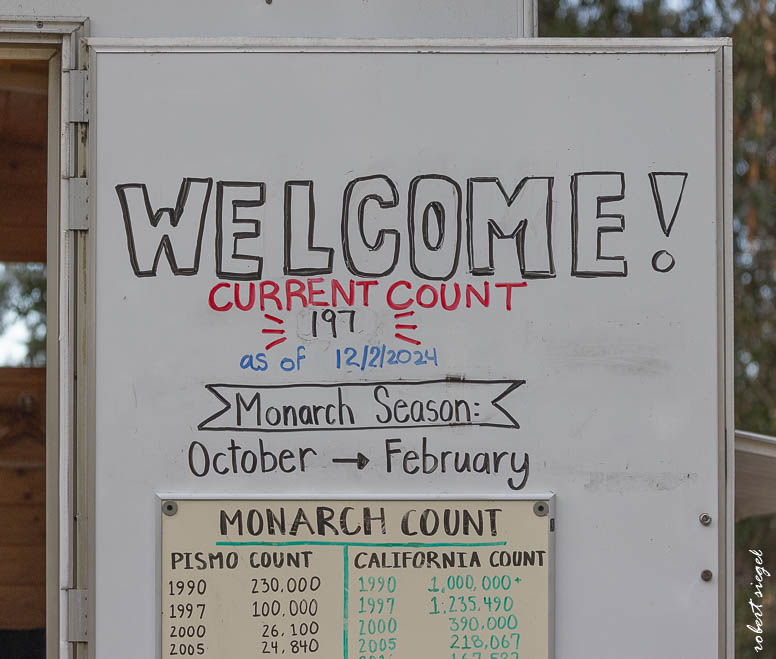 WELCOME!
CURRENT COUNT
197
as of 12/2/2024
Monarch Season:
October → February
MONARCH COUNT
PISMO COUNT CALIFORNIA COUNT
1990 230,000 1990 1,000,000+
1997 100,000 1997 1,235,490
2000 26,100 2000 390,000
2005 24,840 2005 218,067
robert siegel